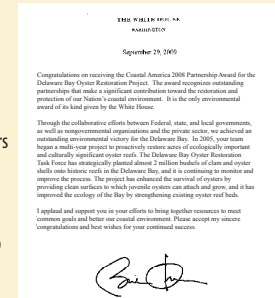 THE WHITE HOUSE
WASHINGTON
September 29, 2009
Congratulations on receiving the Coastal America 2008 Partnership Award for the
Delaware Bay Oyster Restoration Project. The award recognizes outstanding
partnerships that make a significant contribution toward the restoration and
protection of our Nation's coastal environment. It is the only environmental
award of its kind given by the White House.
Through the collaborative efforts between Federal, state, and local governments,
as well as nongovernmental organizations and the private sector, we achieved an
outstanding environmental victory for the Delaware Bay. In 2005, your team
began a multi-year project to proactively restore acres of ecologically important
and culturally significant oyster reefs. The Delaware Bay Oyster Restoration
Task Force has strategically planted almost 2 million bushels of clam and oyster
shells onto historic reefs in the Delaware Bay, and it is continuing to monitor and
improve the process. The project has enhanced the survival of oysters by
providing clean surfaces to which juvenile oysters can attach and grow, and it has
improved the ecology of the Bay by strengthening existing oyster reef beds.
I applaud and support you in your efforts to bring together resources to meet
common goals and better our coastal environment. Please accept my sincere
congratulations and best wishes for your continued success.